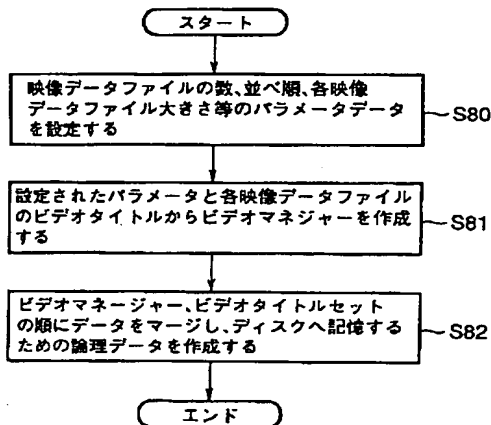 スタート
映像データファイルの数、並べ順、各映像
データファイル大きさ等のパラメータデータ
を設定する
S80
設定されたパラメータと各映像データファイル
のビデオタイトルからビデオマネジャーを作成
する
S81
ビデオマネージャー、ビデオタイトルセット
の順にデータをマージし、ディスクへ記憶する
ための論理データを作成する
S82
エンド